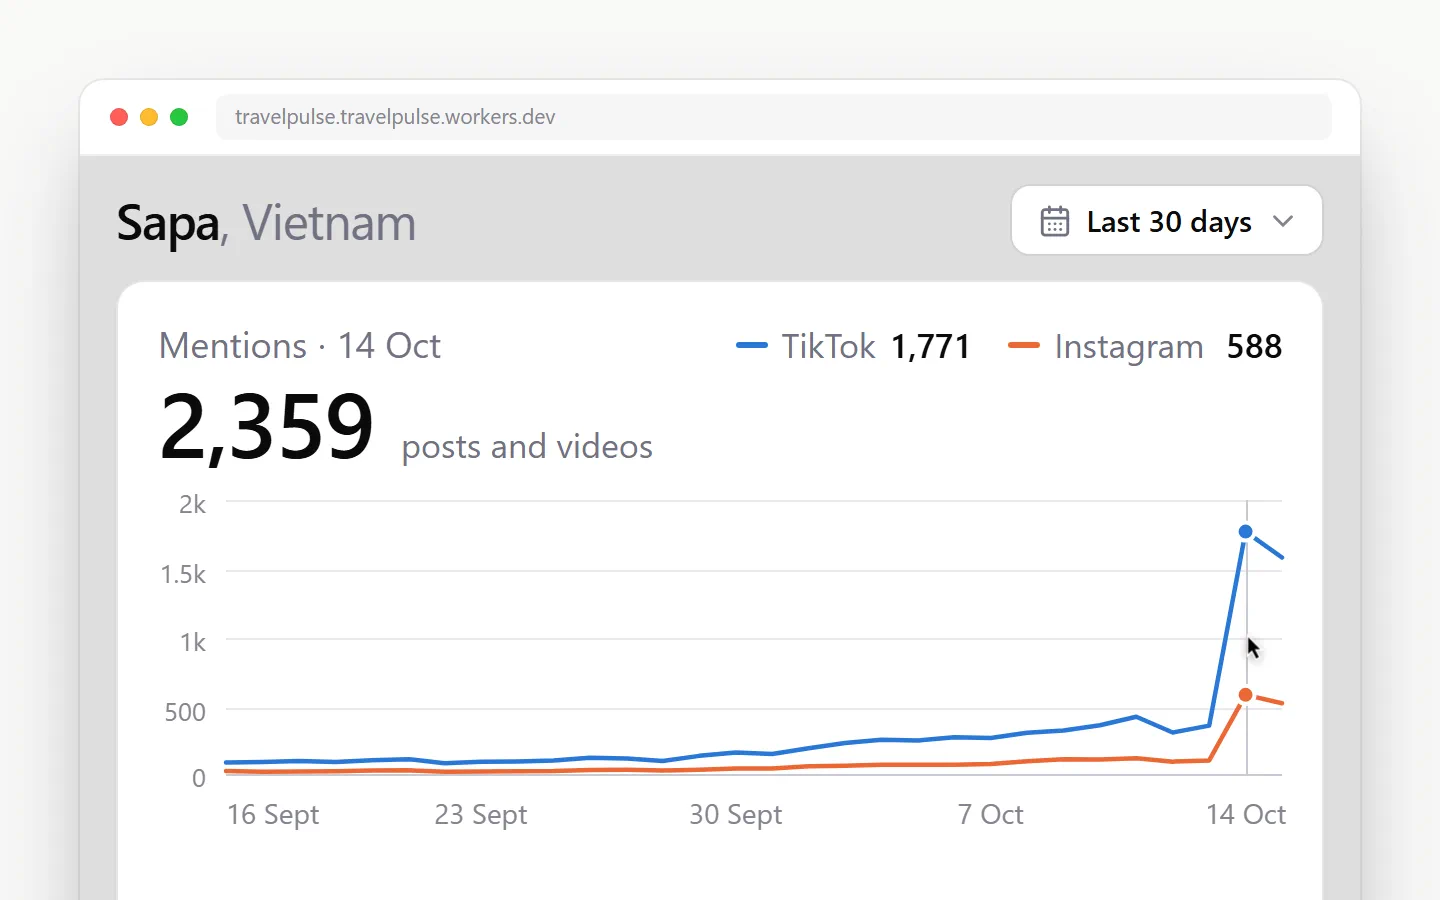 travelpulse.travelpulse.workers.dev
Sapa, Vietnam
Last 30 days
Mentions · 14 Oct
TikTok 1,771
Instagram 588
2,359 posts and videos
2k
1.5k
1k
500
0
16 Sept
23 Sept
30 Sept
7 Oct
14 Oct